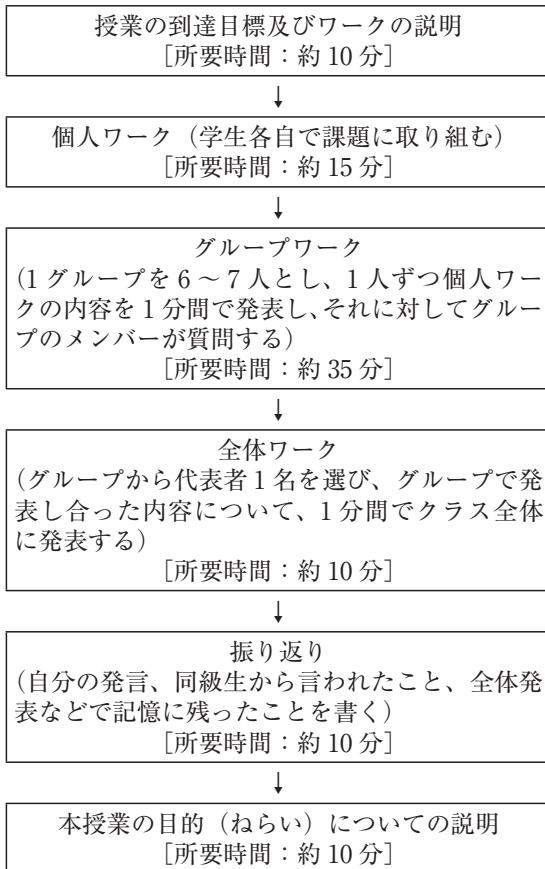 授業の到達目標及びワークの説明
[所要時間：約 10 分]
↓
個人ワーク（学生各自で課題に取り組む）
[所要時間：約 15 分]
↓
グループワーク
(1 グループを 6 ～ 7 人とし、1 人ずつ個人ワー
クの内容を 1 分間で発表し、それに対してグルー
プのメンバーが質問する)
[所要時間：約 35 分]
↓
全体ワーク
(グループから代表者 1 名を選び、グループで発
表し合った内容について、1 分間でクラス全体
に発表する)
[所要時間：約 10 分]
↓
振り返り
(自分の発言、同級生から言われたこと、全体発
表などで記憶に残ったことを書く)
[所要時間：約 10 分]
↓
本授業の目的（ねらい）についての説明
[所要時間：約 10 分]